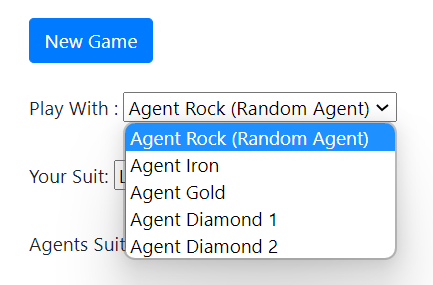 New Game
Play With : Agent Rock (Random Agent)
Agent Rock (Random Agent)
Agent Iron
Your Suit:
Agent Gold
Agent Diamond 1
Agents Suit
Agent Diamond 2